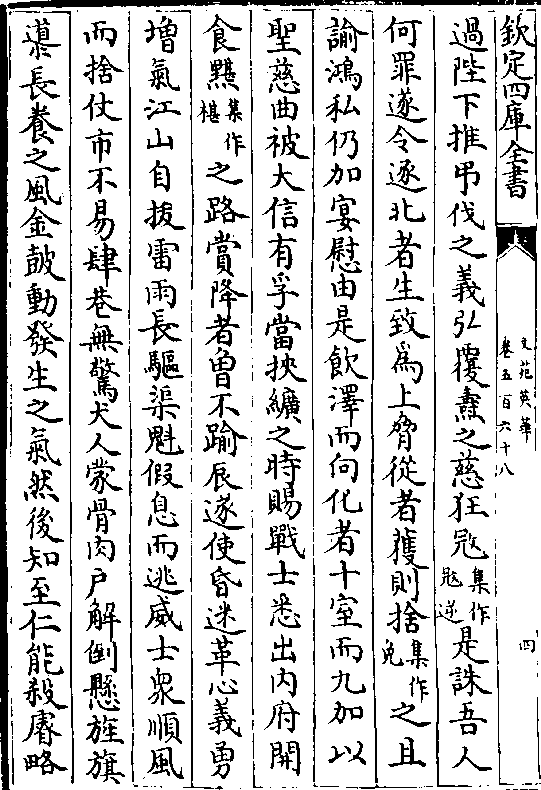 欽定四庫全書
文苑英華
卷五百六十八
四
過陛下推弔伐之義弘覆燾之慈狂冦集作冦逆是誅吾人
何罪遂令逐北者生致爲上脅從者獲則捨集作免之且
諭鴻私仍加宴慰由是飲澤而向化者十室而九加以
聖慈曲被大信有孚當挾纊之時賜戰士悉出内府開
食黮集作椹之路賞降者曾不踰辰遂使昏迷革心義勇
增氣江山自拔雷雨長驅渠魁假息而逃威士衆順風
而捨仗市不易肆巷無驚犬人蒙骨肉户解倒懸旌旗
藹長養之風金鼓動發生之氣然後知至仁能殺睿略